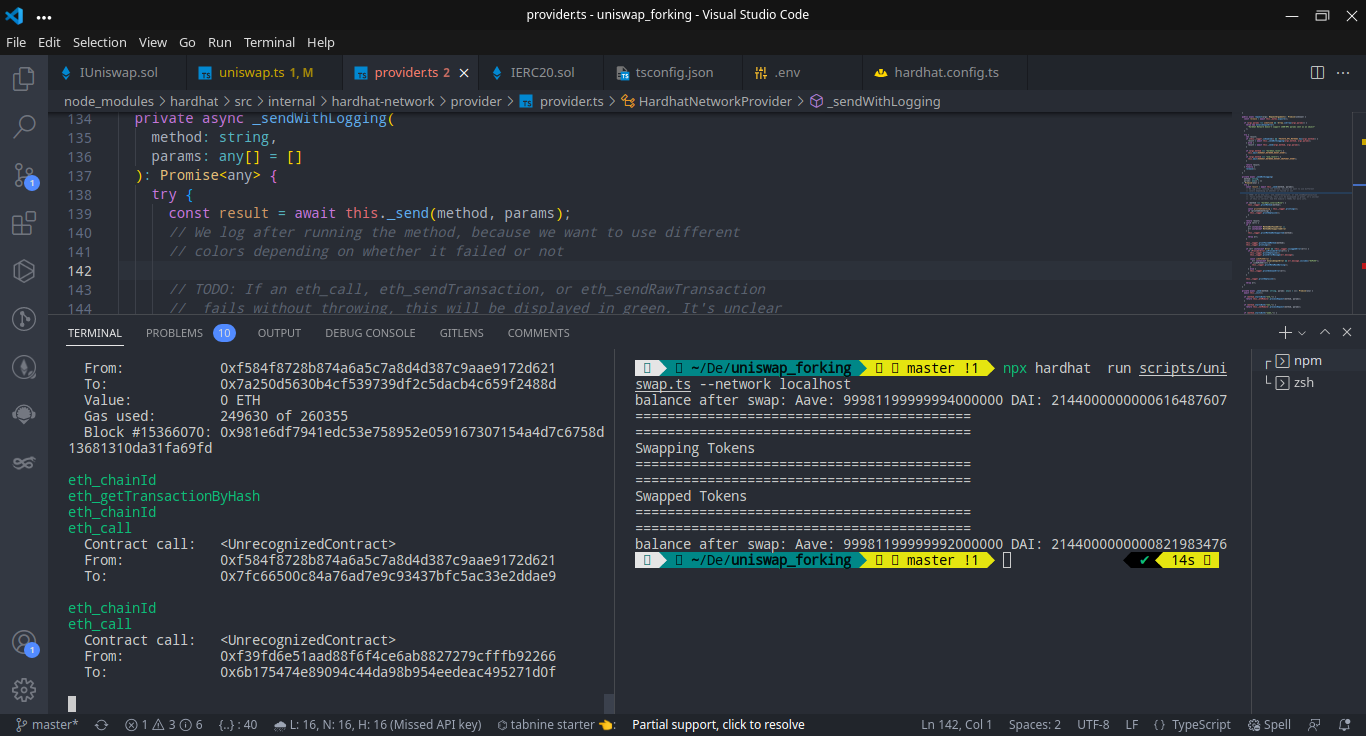 provider.ts - uniswap_forking - Visual Studio Code
File Edit Selection View Go Run Terminal Help
IUniswap.sol
TS uniswap.ts 1, M
TS provider.ts 2
IERC20.sol
tsconfig.json
.env
hardhat.config.ts
node_modules > hardhat > src > internal > hardhat-network > provider > TS provider.ts > HardhatNetworkProvider > _sendWithLogging
134 private async _sendWithLogging(
135 method: string,
136 params: any[] = []
137 ): Promise<any> {
138 try {
139 const result = await this._send(method, params);
140 // We log after running the method, because we want to use different
141 // colors depending on whether it failed or not
142
143 // TODO: If an eth_call, eth_sendTransaction, or eth_sendRawTransaction
144 // fails without throwing, this will be displayed in green. It's unclear
1
1
TERMINAL PROBLEMS 10 OUTPUT DEBUG CONSOLE GITLENS COMMENTS
From: 0xf584f8728b874a6a5c7a8d4d387c9aae9172d621
To: 0x7a250d5630b4cf539739df2c5dacb4c659f2488d
Value: 0 ETH
Gas used: 249630 of 260355
Block #15366070: 0x981e6df7941edc53e758952e059167307154a4d7c6758d
13681310da31fa69fd
eth_chainId
eth_getTransactionByHash
eth_chainId
eth_call
Contract call: <UnrecognizedContract>
From: 0xf584f8728b874a6a5c7a8d4d387c9aae9172d621
To: 0x7fc66500c84a76ad7e9c93437bfc5ac33e2ddae9
eth_chainId
eth_call
Contract call: <UnrecognizedContract>
From: 0xf39fd6e51aad88f6f4ce6ab8827279cfffb92266
To: 0x6b175474e89094c44da98b954eedeac495271d0f
~/De/uniswap_forking master !1 npx hardhat run scripts/uni
swap.ts --network localhost
balance after swap: Aave: 99981199999994000000 DAI: 2144000000000616487607
==========================================
Swapping Tokens
==========================================
==========================================
Swapped Tokens
==========================================
==========================================
balance after swap: Aave: 99981199999992000000 DAI: 2144000000000821983476
~/De/uniswap_forking master !1 ✔ 14s
npm
zsh
master* 1 3 6 {..} : 40 L: 16, N: 16, H: 16 (Missed API key) tabnine starter 👈: Partial support, click to resolve Ln 142, Col 1 Spaces: 2 UTF-8 LF {} TypeScript Spell